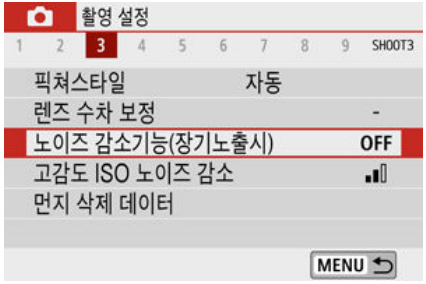 촬영 설정
1 2 3 4 5 6 7 8 9 SHOOT3
픽쳐스타일 자동
렌즈 수차 보정 -
노이즈 감소기능(장기노출시) OFF
고감도 ISO 노이즈 감소
먼지 삭제 데이터
MENU